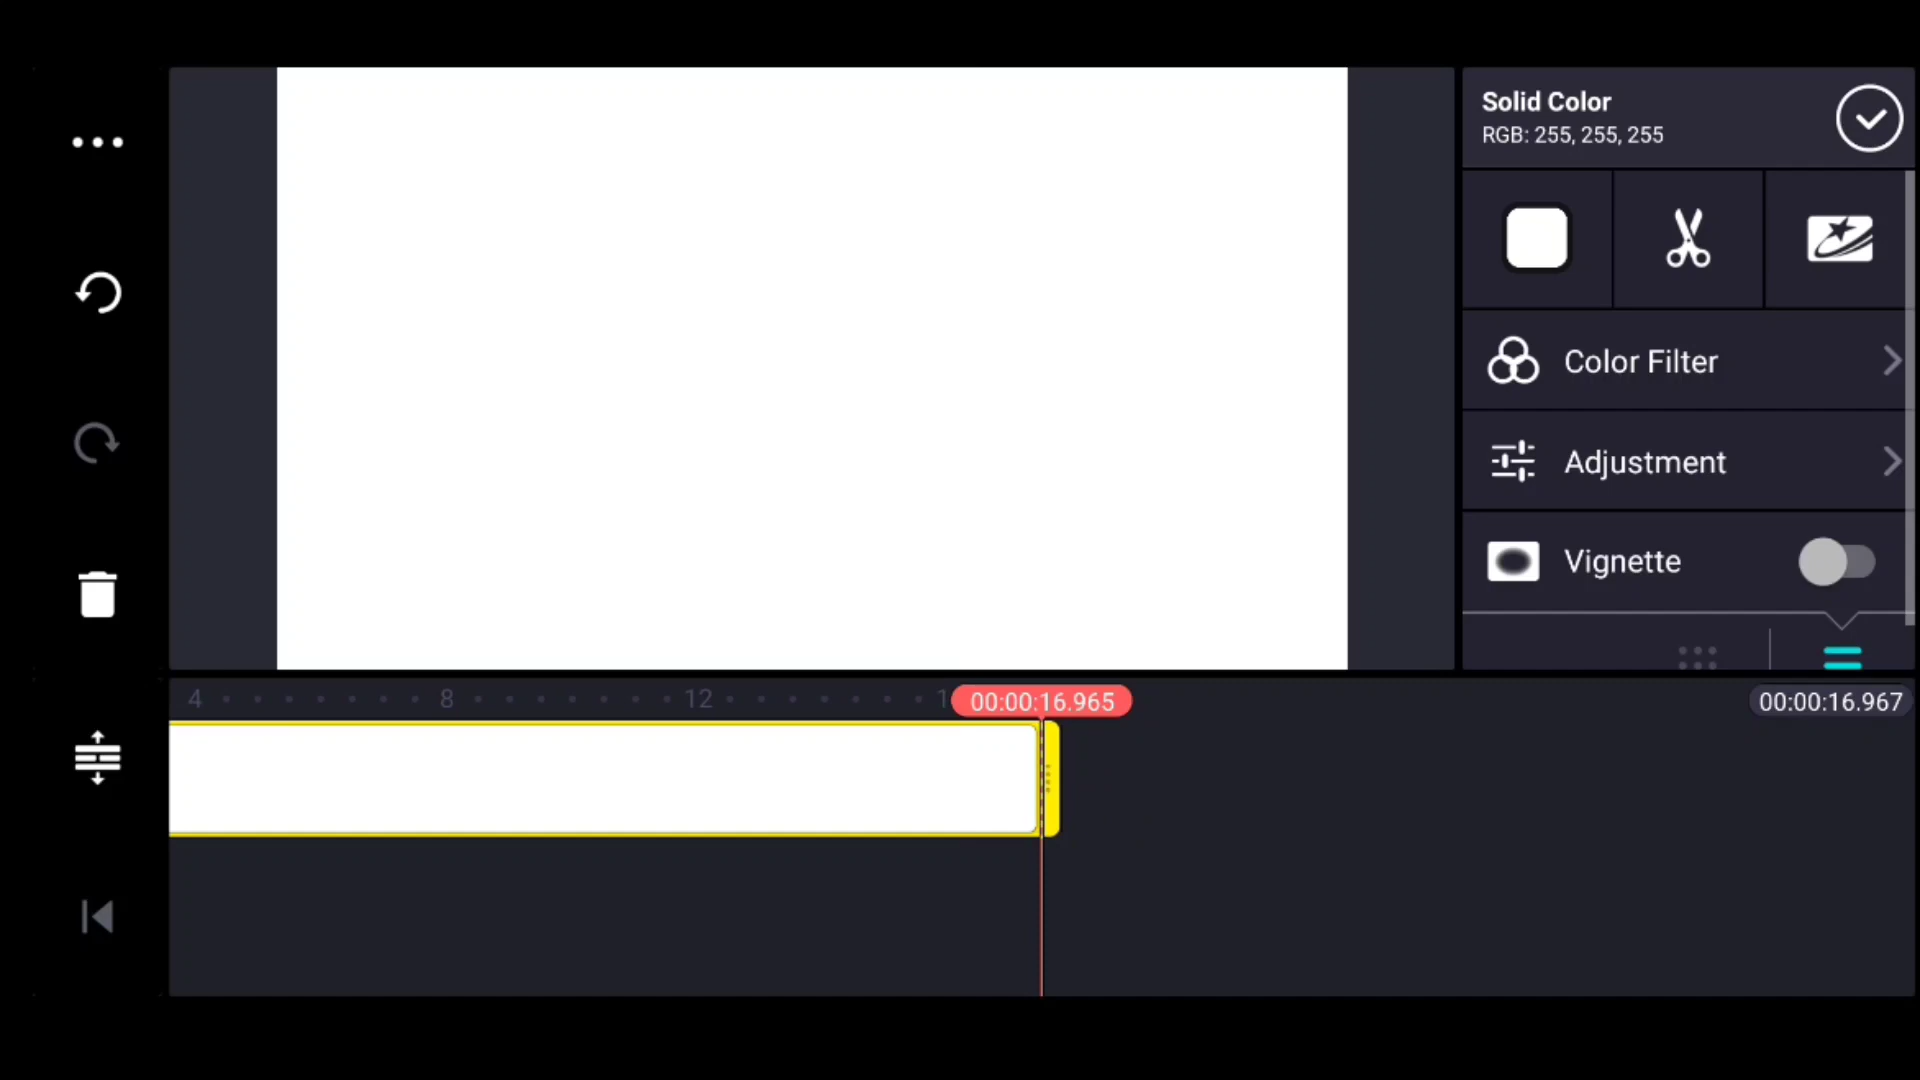 Solid Color
RGB: 255, 255, 255
Color Filter
Adjustment
Vignette
4 8 12 1 00:00:16.965 00:00:16.967